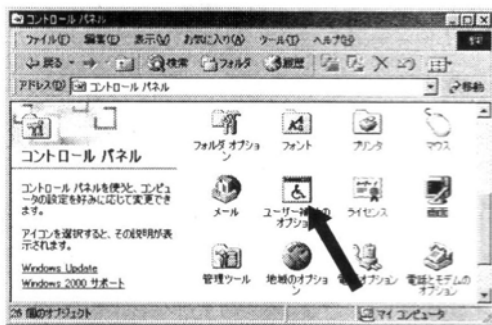 コントロール パネル
ファイル(F) 編集(E) 表示(V) お気に入り(A) ツール(T) ヘルプ(H)
戻る 検索 フォルダ 履歴
アドレス(D) コントロール パネル 移動
コントロール パネル
コントロール パネルを使うと、コンピュ
ータの設定を好みに応じて変更でき
ます。
アイコンを選択すると、その説明が表
示されます。
Windows Update
Windows 2000 サポート
フォルダ オプショ
ン
フォント
プリンタ
マウス
メール
ユーザー補助の
オプション
ライセンス
画面
管理ツール
地域のオプショ
ン
オプション
電話とモデムの
オプション
26 個のオブジェクト
マイ コンピュータ